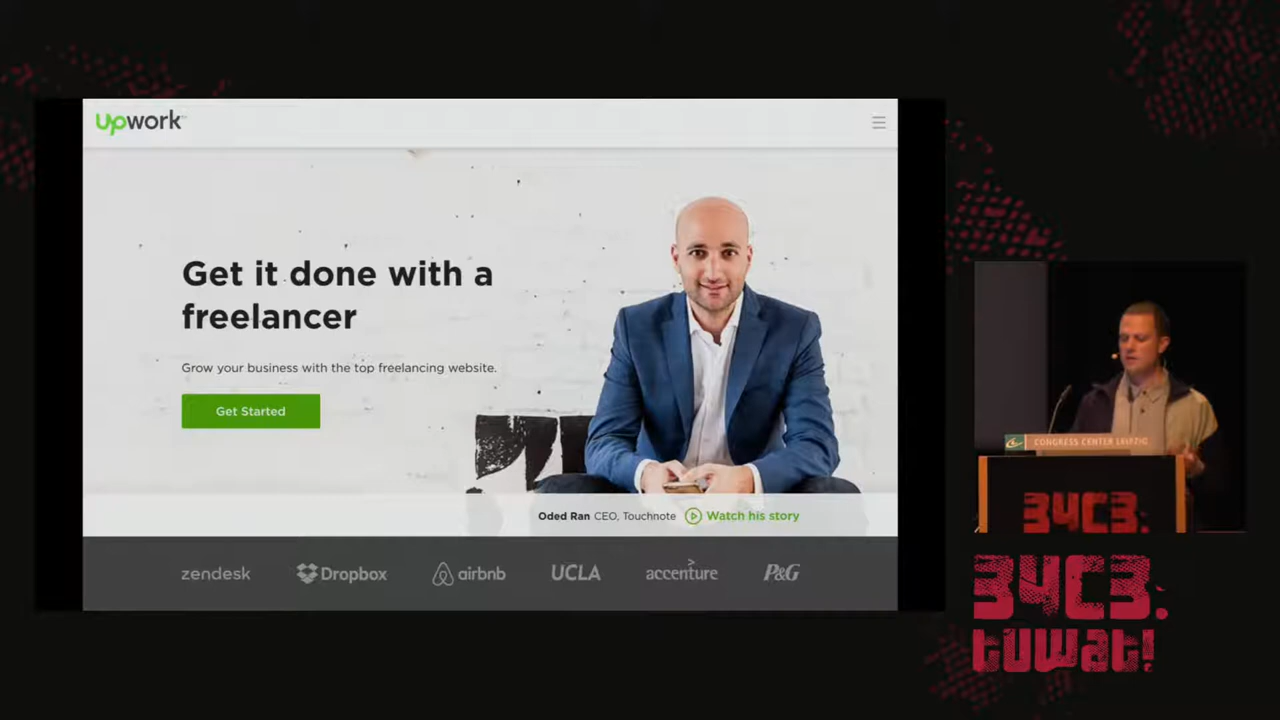 Upwork
Get it done with a
freelancer
Grow your business with the top freelancing website.
Get Started
Oded Ran CEO, Touchnote Watch his story
zendesk Dropbox airbnb UCLA accenture P&G
CONGRESS CENTER LEIPZIG
34C3.
34C3.
tuwat!